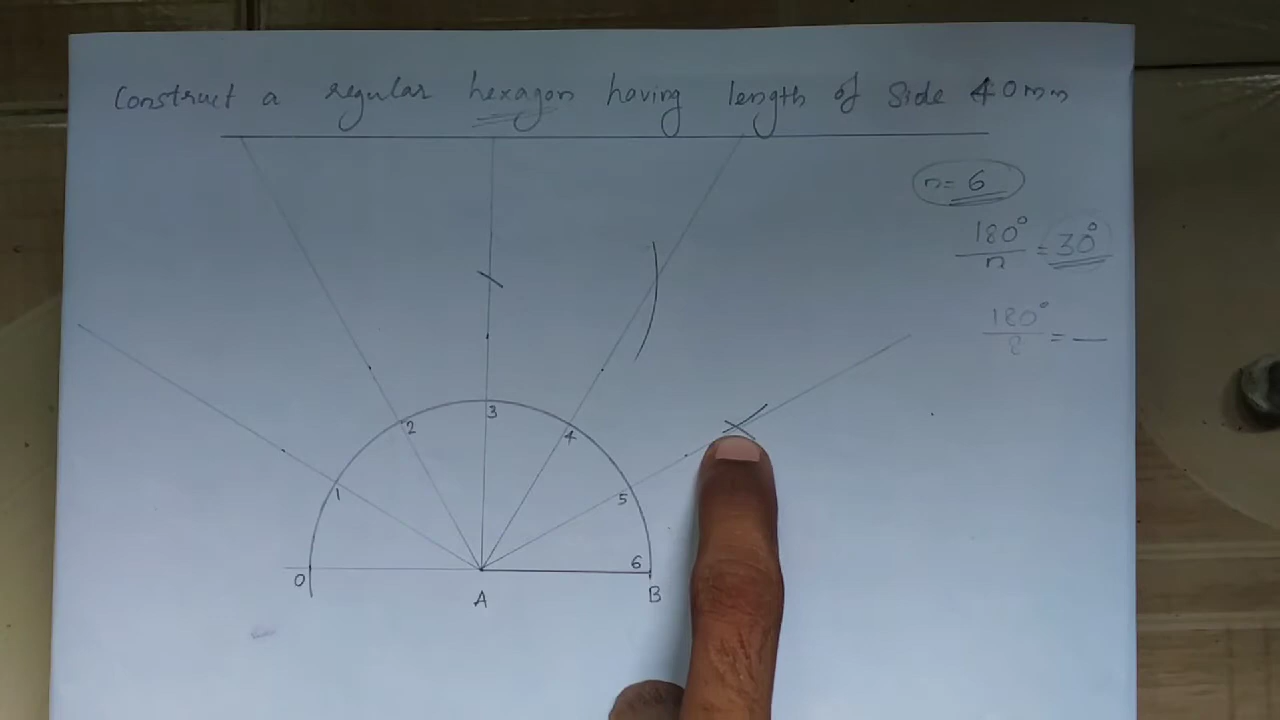 Construct a regular hexagon having length of Side 40mm
n=6
180°/n = 30°
180°/8 = —
3
2
4
1
5
6
O
A
B